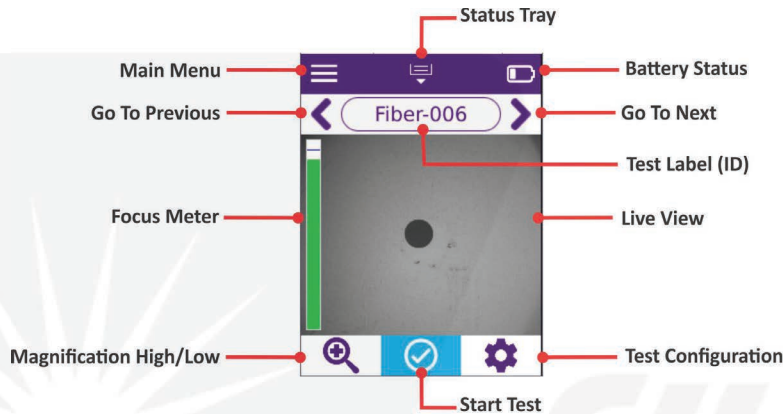 Status Tray
Main Menu
Battery Status
Go To Previous
Fiber-006
Go To Next
Test Label (ID)
Focus Meter
Live View
Magnification High/Low
Test Configuration
Start Test